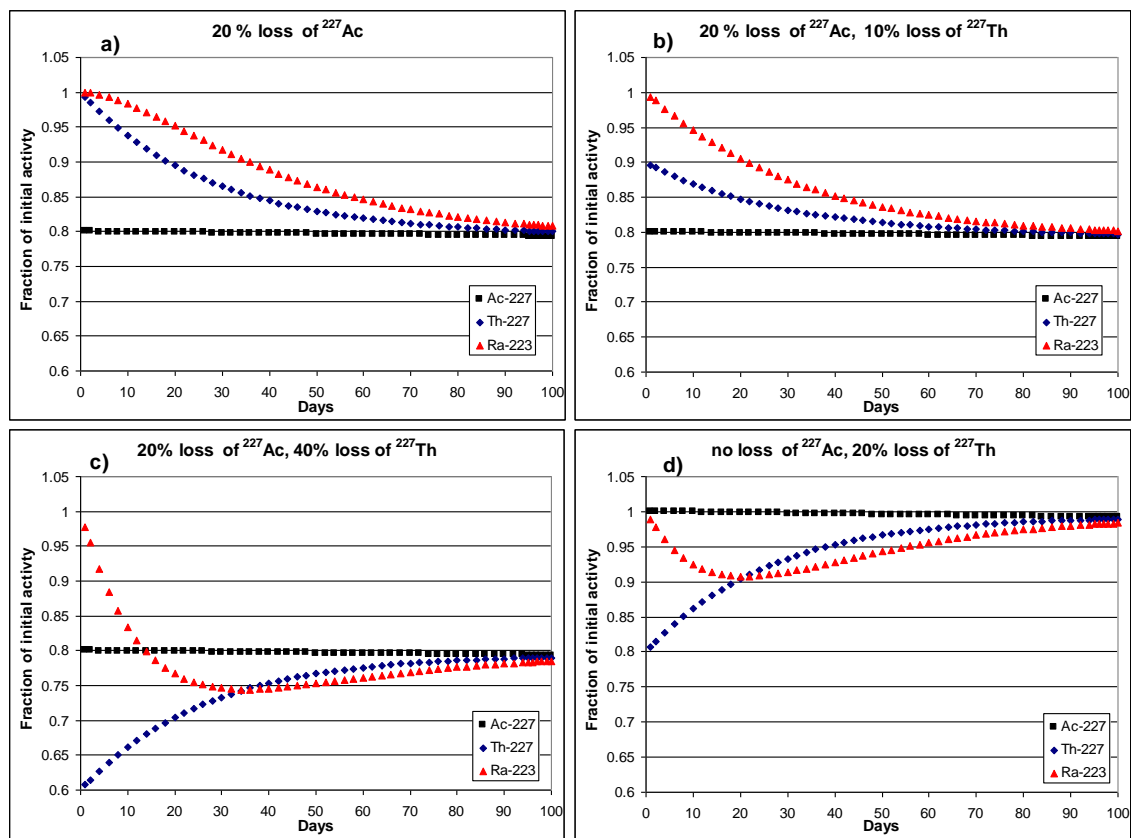 a)
20 % loss of ²²⁷Ac
Fraction of initial activty
1.05
1
0.95
0.9
0.85
0.8
0.75
0.7
0.65
0.6
0 10 20 30 40 50 60 70 80 90 100
Days
Ac-227
Th-227
Ra-223
b)
20 % loss of ²²⁷Ac, 10% loss of ²²⁷Th
Fraction of initial activty
1.05
1
0.95
0.9
0.85
0.8
0.75
0.7
0.65
0.6
0 10 20 30 40 50 60 70 80 90 100
Days
Ac-227
Th-227
Ra-223
c)
20% loss of ²²⁷Ac, 40% loss of ²²⁷Th
Fraction of initial activty
1.05
1
0.95
0.9
0.85
0.8
0.75
0.7
0.65
0.6
0 10 20 30 40 50 60 70 80 90 100
Days
Ac-227
Th-227
Ra-223
d)
no loss of ²²⁷Ac, 20% loss of ²²⁷Th
Fraction of initial activty
1.05
1
0.95
0.9
0.85
0.8
0.75
0.7
0.65
0.6
0 10 20 30 40 50 60 70 80 90 100
Days
Ac-227
Th-227
Ra-223